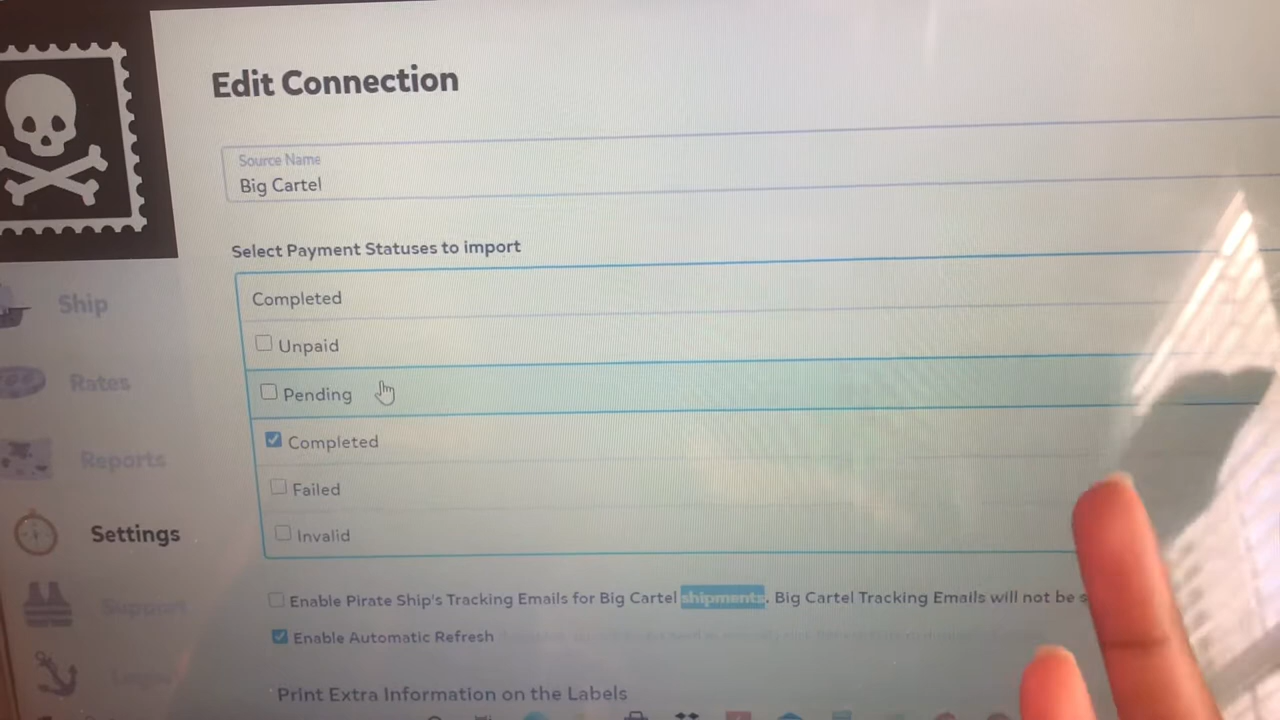 Edit Connection
Source Name
Big Cartel
Select Payment Statuses to import
Completed
Unpaid
Pending
Completed
Failed
Invalid
Enable Pirate Ship's Tracking Emails for Big Cartel shipments. Big Cartel Tracking Emails will not be
Enable Automatic Refresh
Print Extra Information on the Labels
Ship
Rates
Reports
Settings
Support